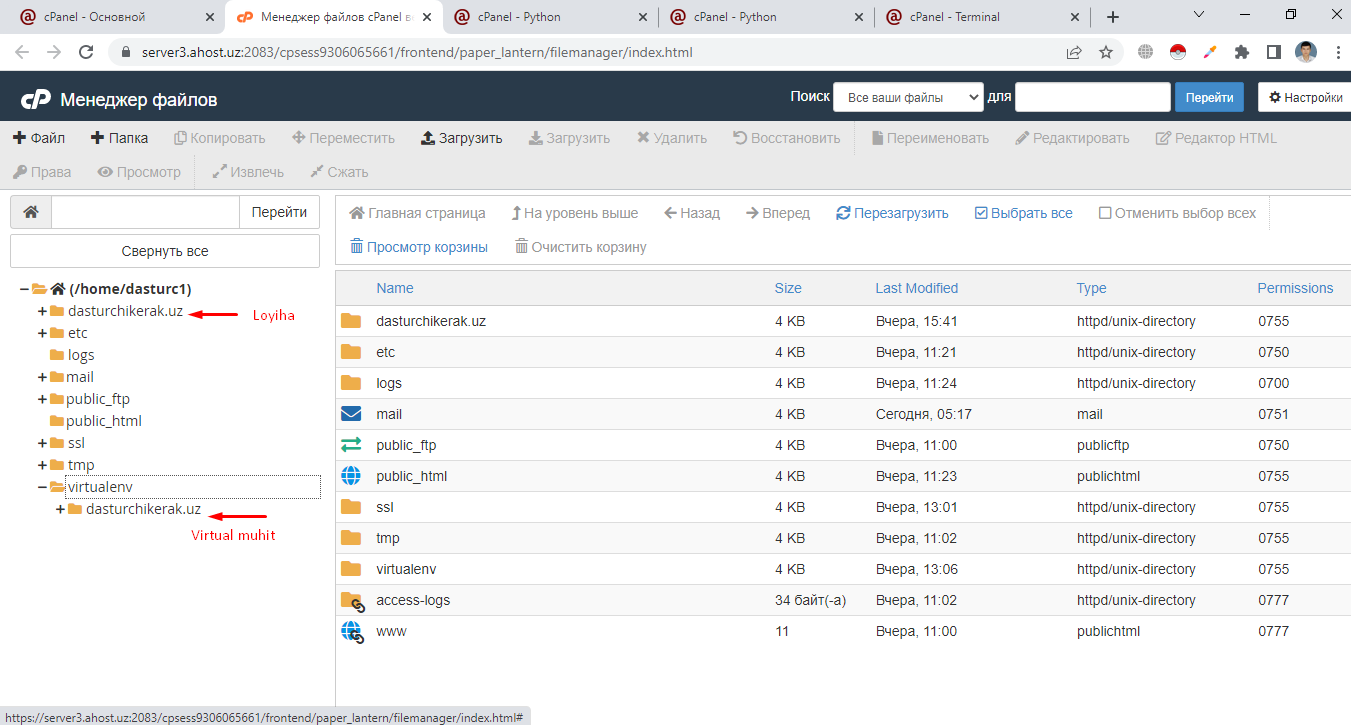 cPanel - Основной
Менеджер файлов cPanel в
cPanel - Python
cPanel - Python
cPanel - Terminal
server3.ahost.uz:2083/cpsess9306065661/frontend/paper_lantern/filemanager/index.html
cP Менеджер файлов
Поиск Все ваши файлы для Перейти Настройки
Файл Папка Копировать Переместить Загрузить Загрузить Удалить Восстановить Переименовать Редактировать Редактор HTML
Права Просмотр Извлечь Сжать
Перейти
Свернуть все
(/home/dasturc1)
dasturchikerak.uz Loyiha
etc
logs
mail
public_ftp
public_html
ssl
tmp
virtualenv
dasturchikerak.uz
Virtual muhit
Главная страница На уровень выше Назад Вперед Перезагрузить Выбрать все Отменить выбор всех
Просмотр корзины Очистить корзину
Name Size Last Modified Type Permissions
dasturchikerak.uz 4 KB Вчера, 15:41 httpd/unix-directory 0755
etc 4 KB Вчера, 11:21 httpd/unix-directory 0750
logs 4 KB Вчера, 11:24 httpd/unix-directory 0700
mail 4 KB Сегодня, 05:17 mail 0751
public_ftp 4 KB Вчера, 11:00 publicftp 0750
public_html 4 KB Вчера, 11:23 publichtml 0755
ssl 4 KB Вчера, 13:01 httpd/unix-directory 0755
tmp 4 KB Вчера, 11:02 httpd/unix-directory 0755
virtualenv 4 KB Вчера, 13:06 httpd/unix-directory 0755
access-logs 34 байт(-а) Вчера, 11:02 httpd/unix-directory 0777
www 11 Вчера, 11:00 publichtml 0777
https://server3.ahost.uz:2083/cpsess9306065661/frontend/paper_lantern/filemanager/index.html#